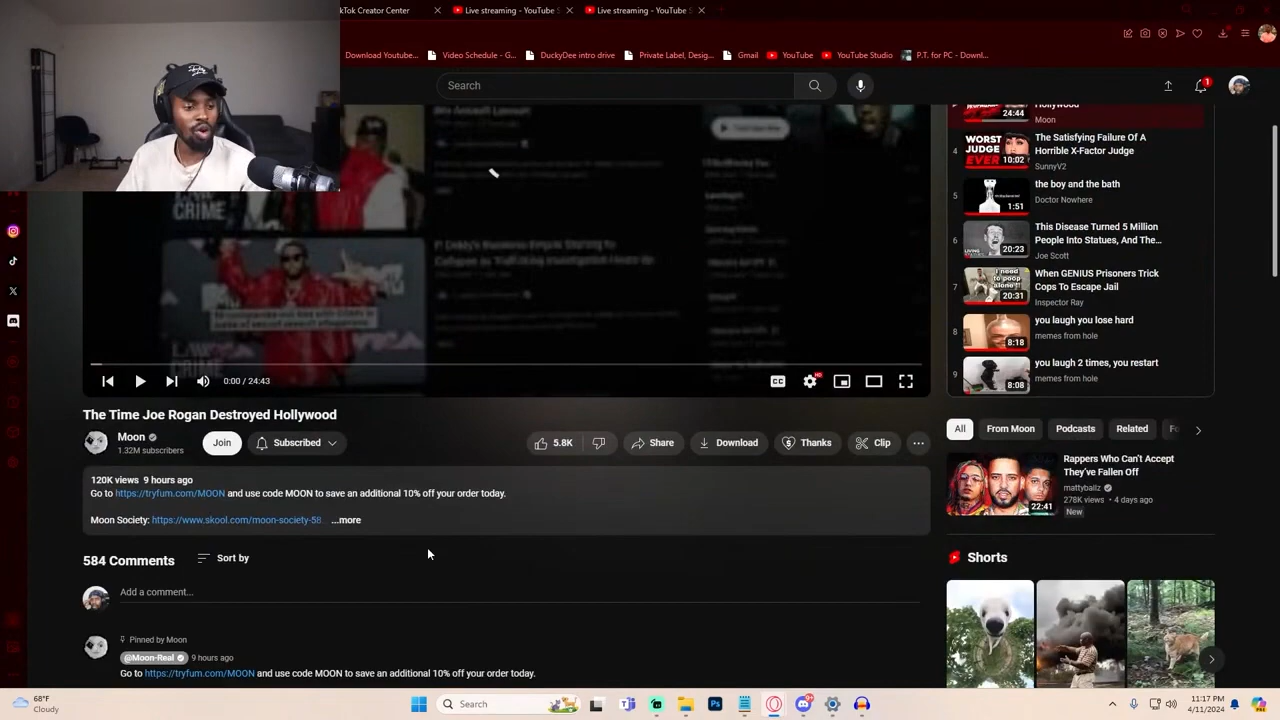 kTok Creator Center
Live streaming - YouTube S
Live streaming - YouTube S
Download Youtube...
Video Schedule - G...
DuckyDee intro drive
Private Label, Desig...
Gmail
YouTube
YouTube Studio
P.T. for PC - Downl...
Search
1
CRIME
0:00 / 24:43
CC
HD
The Time Joe Rogan Destroyed Hollywood
Moon
1.32M subscribers
Join
Subscribed
5.8K
Share
Download
Thanks
Clip
120K views 9 hours ago
Go to https://tryfum.com/MOON and use code MOON to save an additional 10% off your order today.
Moon Society: https://www.skool.com/moon-society-58... ...more
584 Comments
Sort by
Add a comment...
Pinned by Moon
@Moon-Real 9 hours ago
Go to https://tryfum.com/MOON and use code MOON to save an additional 10% off your order today.
24:44
Hollywood
Moon
4
WORST
JUDGE
EVER
10:02
The Satisfying Failure Of A
Horrible X-Factor Judge
SunnyV2
5
1:51
the boy and the bath
Doctor Nowhere
6
20:23
This Disease Turned 5 Million
People Into Statues, And The...
Joe Scott
7
I need
to poop
alone!!
20:31
When GENIUS Prisoners Trick
Cops To Escape Jail
Inspector Ray
8
8:18
you laugh you lose hard
memes from hole
9
8:08
you laugh 2 times, you restart
memes from hole
All
From Moon
Podcasts
Related
22:41
Rappers Who Can't Accept
They've Fallen Off
mattyballz
278K views • 4 days ago
New
Shorts
68°F
Cloudy
Search
11:17 PM
4/11/2024